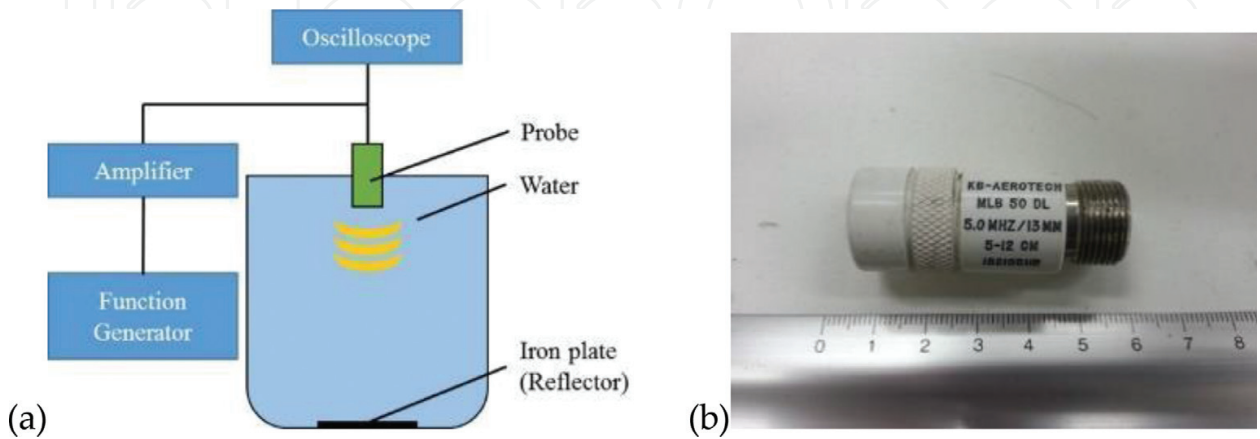 Oscilloscope
Amplifier
Function
Generator
Probe
Water
Iron plate
(Reflector)
(a)
KB-AEROTECH
MLB 50 DL
5.0 MHZ/13 MM
5-12 CM
0 1 2 3 4 5 6 7 8
(b)